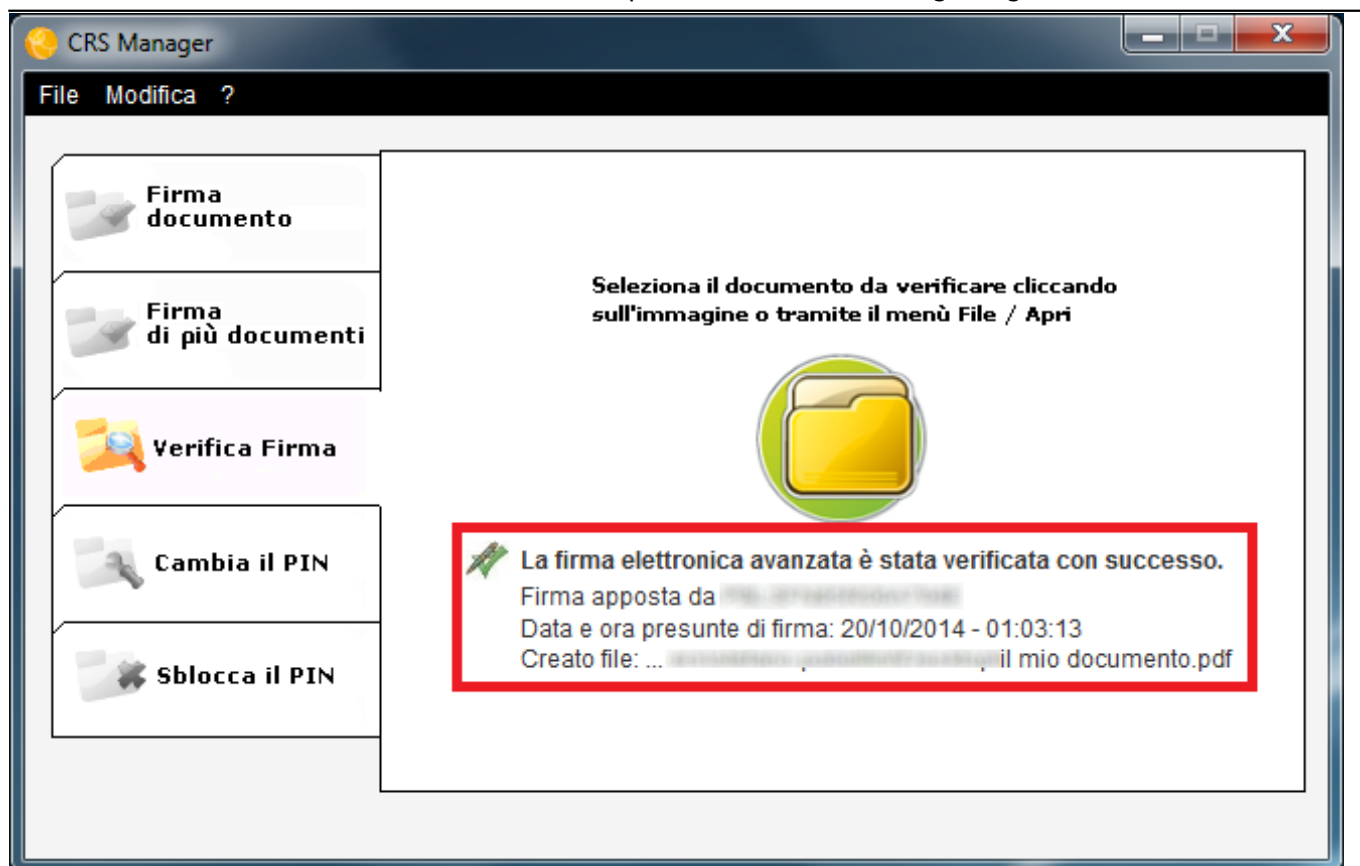 CRS Manager
File Modifica ?
Firma
documento
Firma
di più documenti
Verifica Firma
Cambia il PIN
Sblocca il PIN
Seleziona il documento da verificare cliccando
sull'immagine o tramite il menù File / Apri
La firma elettronica avanzata è stata verificata con successo.
Firma apposta da
Data e ora presunte di firma: 20/10/2014 - 01:03:13
Creato file: ... il mio documento.pdf